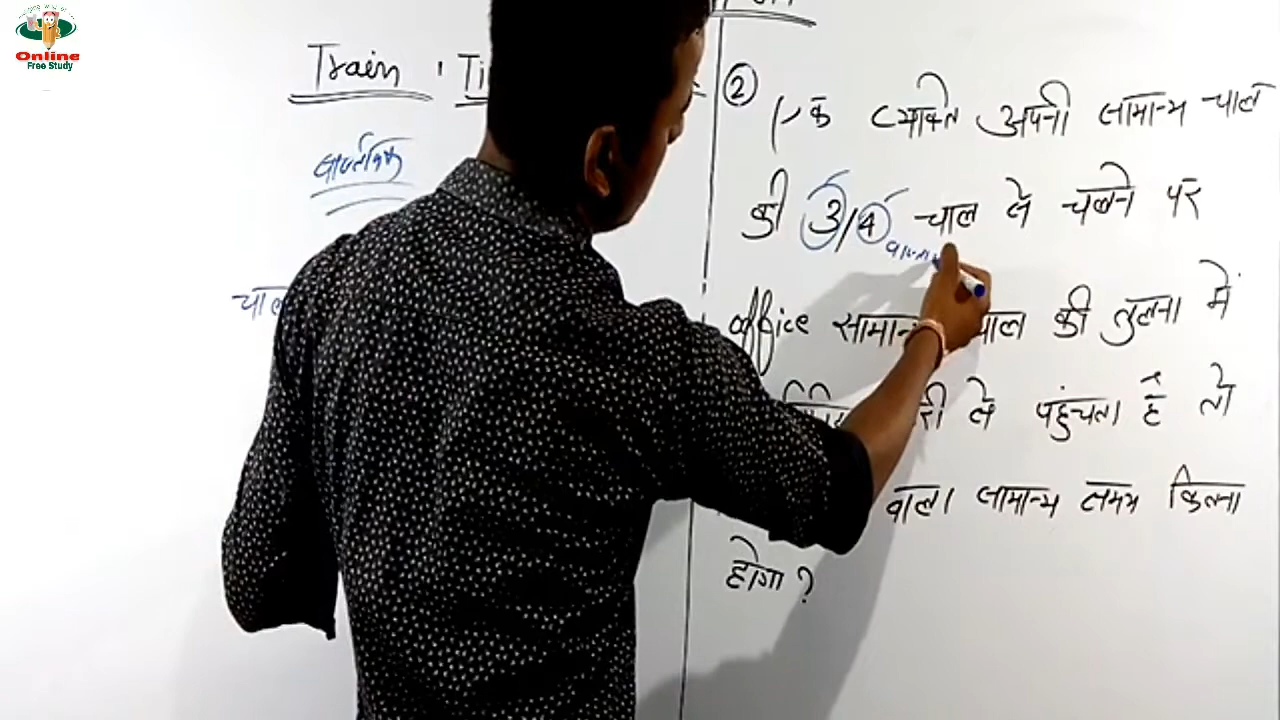 Online
Free Study
Train :
वास्तविक
चाल
②
एक व्यक्ति अपनी सामान्य चाल
की 3/4 चाल से चलने पर
office सामान्य चाल की तुलना में
से पहुंचता है तो
वाला सामान्य समय कितना
होगा ?